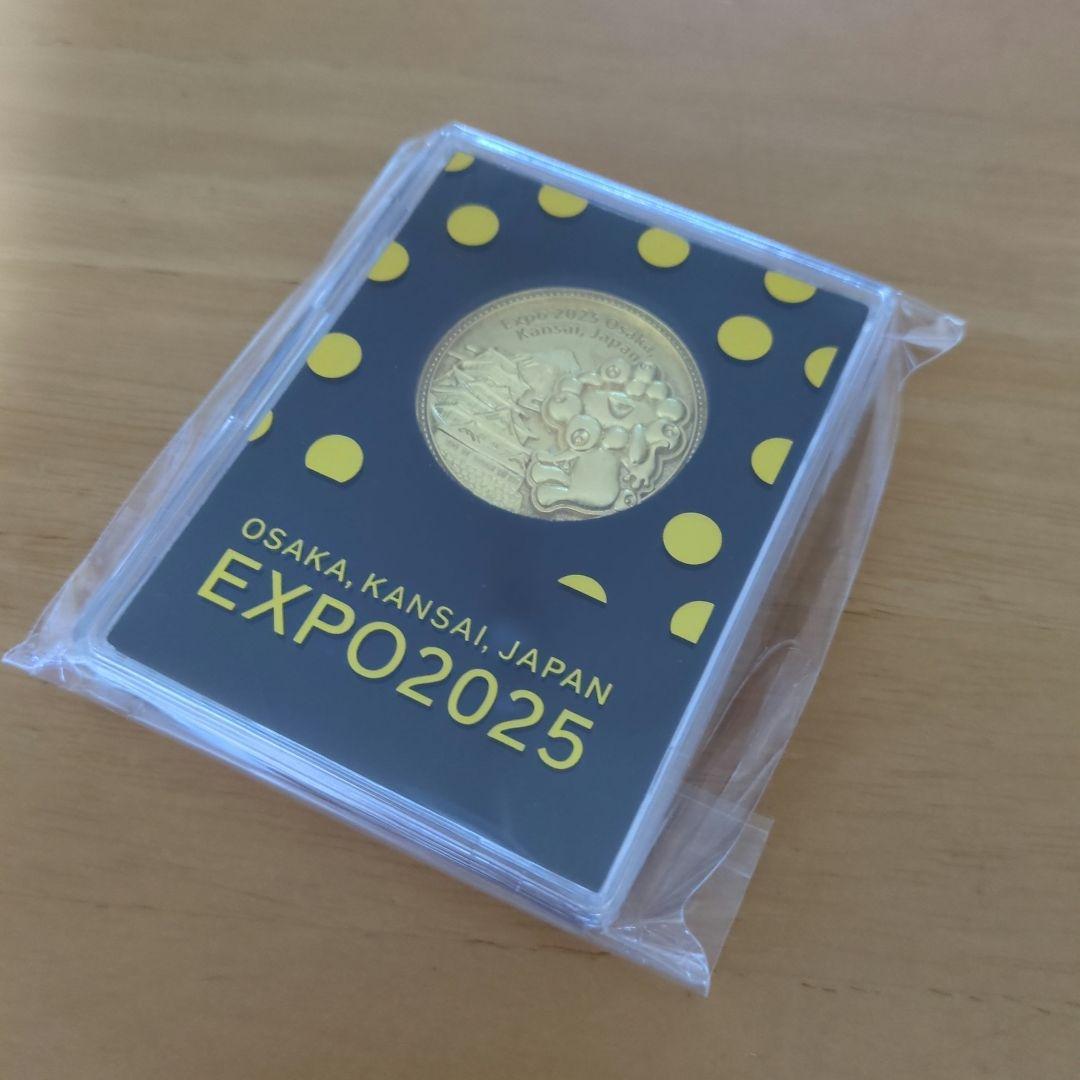 Expo 2025 Osaka,
Kansai, Japan
OSAKA, KANSAI, JAPAN
EXPO2025